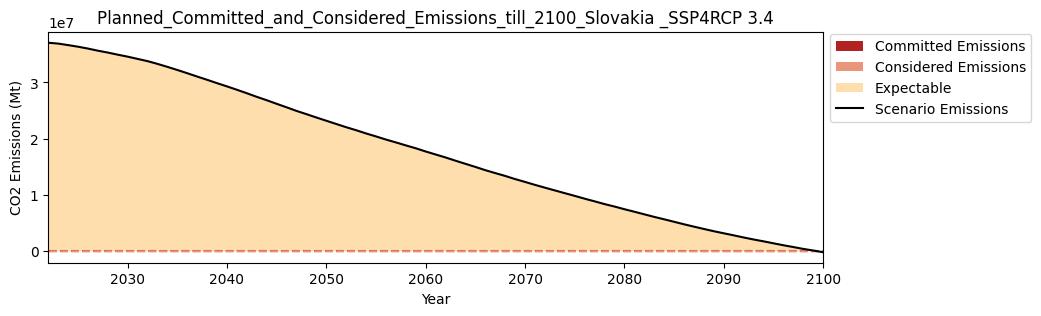 Planned_Committed_and_Considered_Emissions_till_2100_Slovakia _SSP4RCP 3.4
1e7
3
2
1
0
CO2 Emissions (Mt)
2030 2040 2050 2060 2070 2080 2090 2100
Year
Committed Emissions
Considered Emissions
Expectable
Scenario Emissions